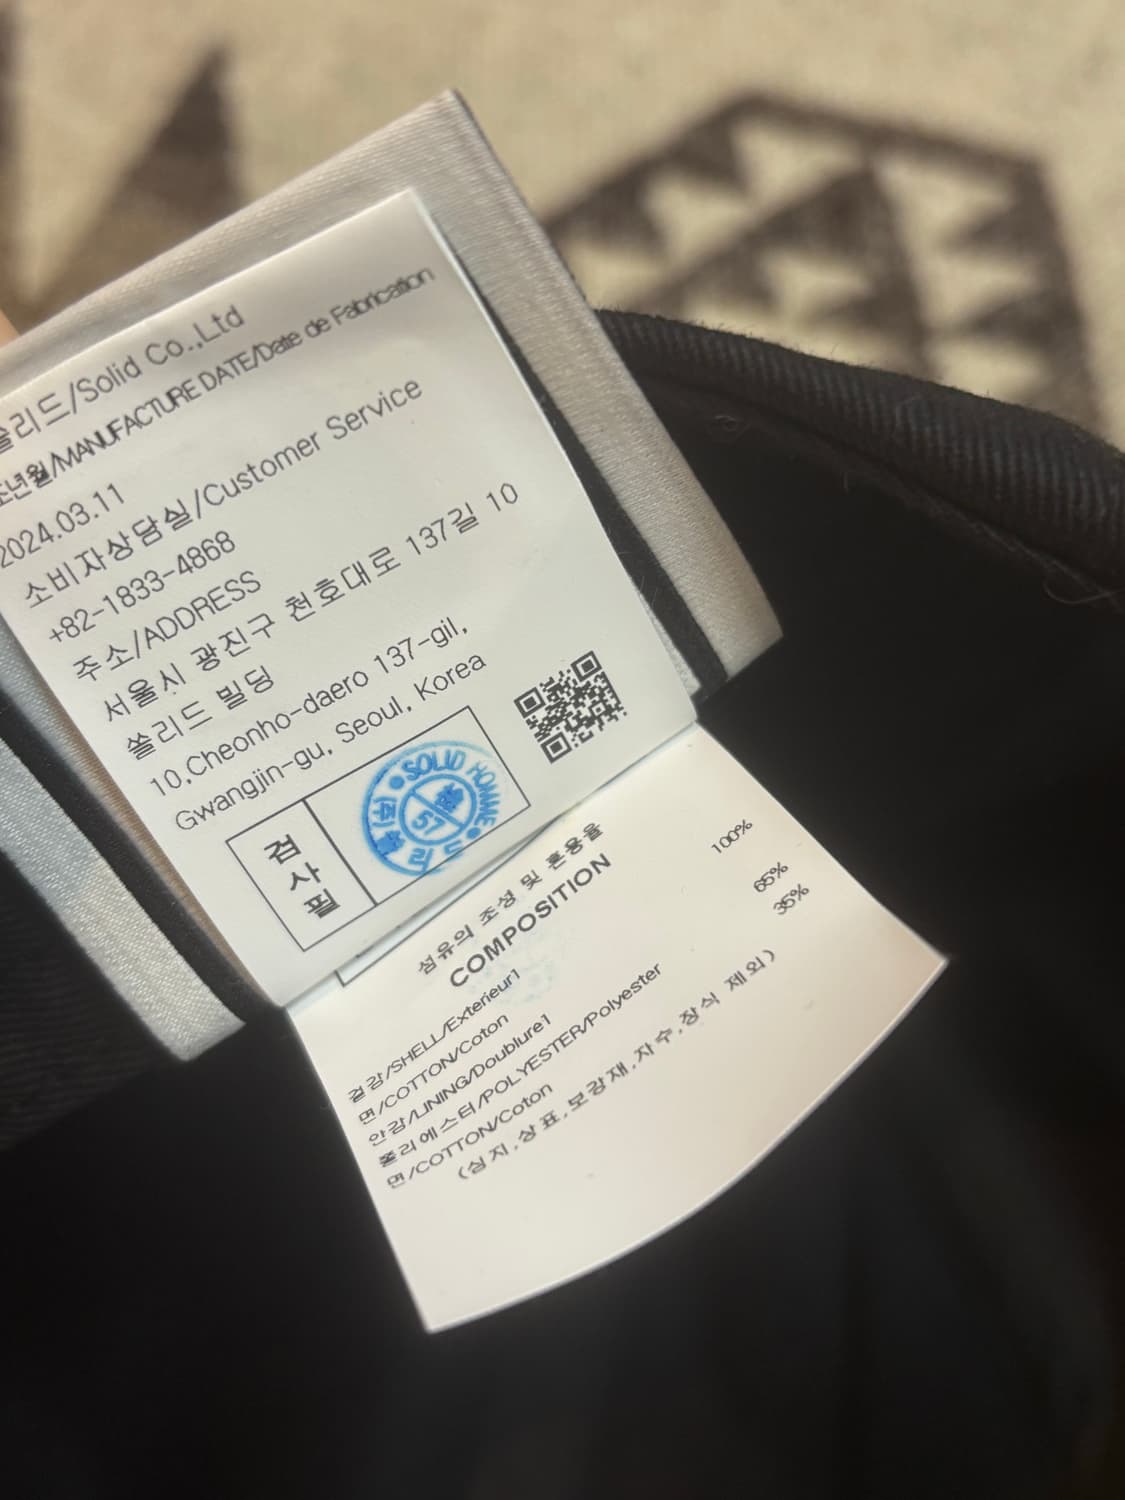 쏠리드/Solid Co.,Ltd
조년월/MANUFACTURE DATE/Date de Fabrication
2024.03.11
소비자상담실/Customer Service
+82-1833-4868
주소/ADDRESS
서울시 광진구 천호대로 137길 10
쏠리드 빌딩
10,Cheonho-daero 137-gil,
Gwangjin-gu, Seoul, Korea
검사필
SOLID HOMME
57
섬유의 조성 및 혼용율
COMPOSITION
겉감/SHELL/Exterieur1
면/COTTON/Coton 100%
안감/LINING/Doublure1
폴리에스터/POLYESTER/Polyester 65%
면/COTTON/Coton 35%
(심지,상표,보강재,자수,장식 제외)